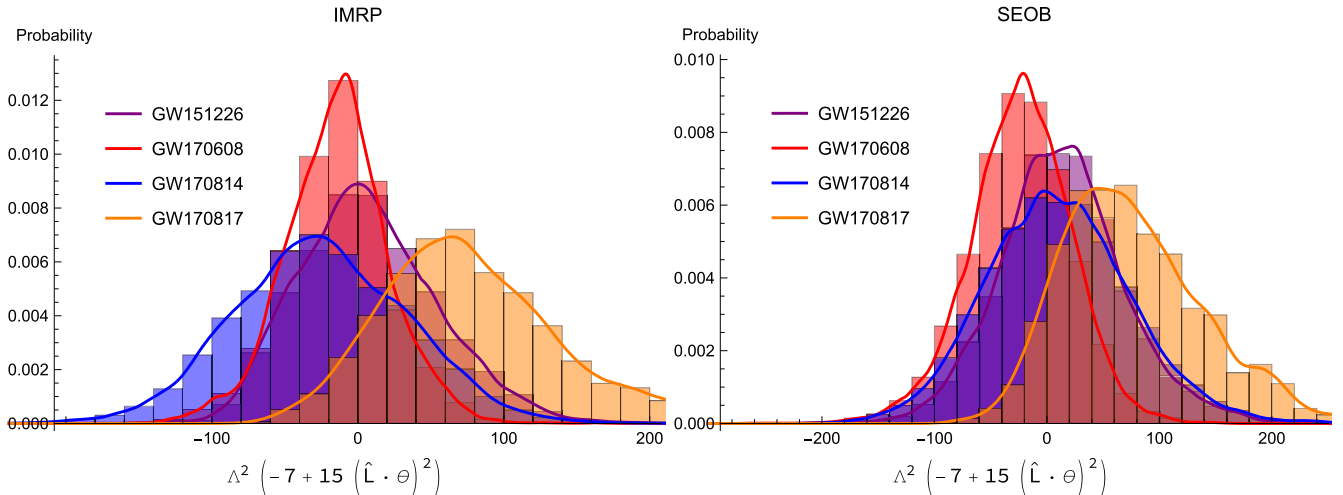 IMRP
Probability
0.012
0.010
0.008
0.006
0.004
0.002
0.000
GW151226
GW170608
GW170814
GW170817
-100 0 100 200
Λ² (-7 + 15 (L̂ · θ)²)
SEOB
Probability
0.010
0.008
0.006
0.004
0.002
0.000
GW151226
GW170608
GW170814
GW170817
-200 -100 0 100 200
Λ² (-7 + 15 (L̂ · θ)²)